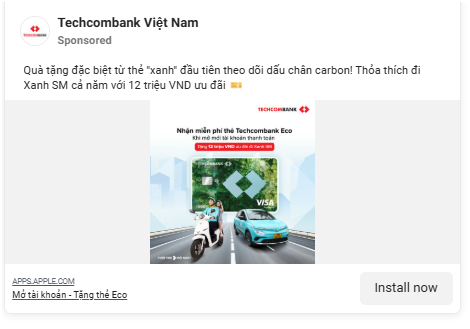 Techcombank Việt Nam
Sponsored
Quà tặng đặc biệt từ thẻ "xanh" đầu tiên theo dõi dấu chân carbon! Thỏa thích đi
Xanh SM cả năm với 12 triệu VND ưu đãi 🎫
TECHCOMBANK
Nhận miễn phí thẻ Techcombank Eco
Khi mở mới tài khoản thanh toán
Tặng 12 triệu VND ưu đãi đi Xanh SM
VISA
APPS.APPLE.COM
Mở tài khoản - Tặng thẻ Eco
Install now